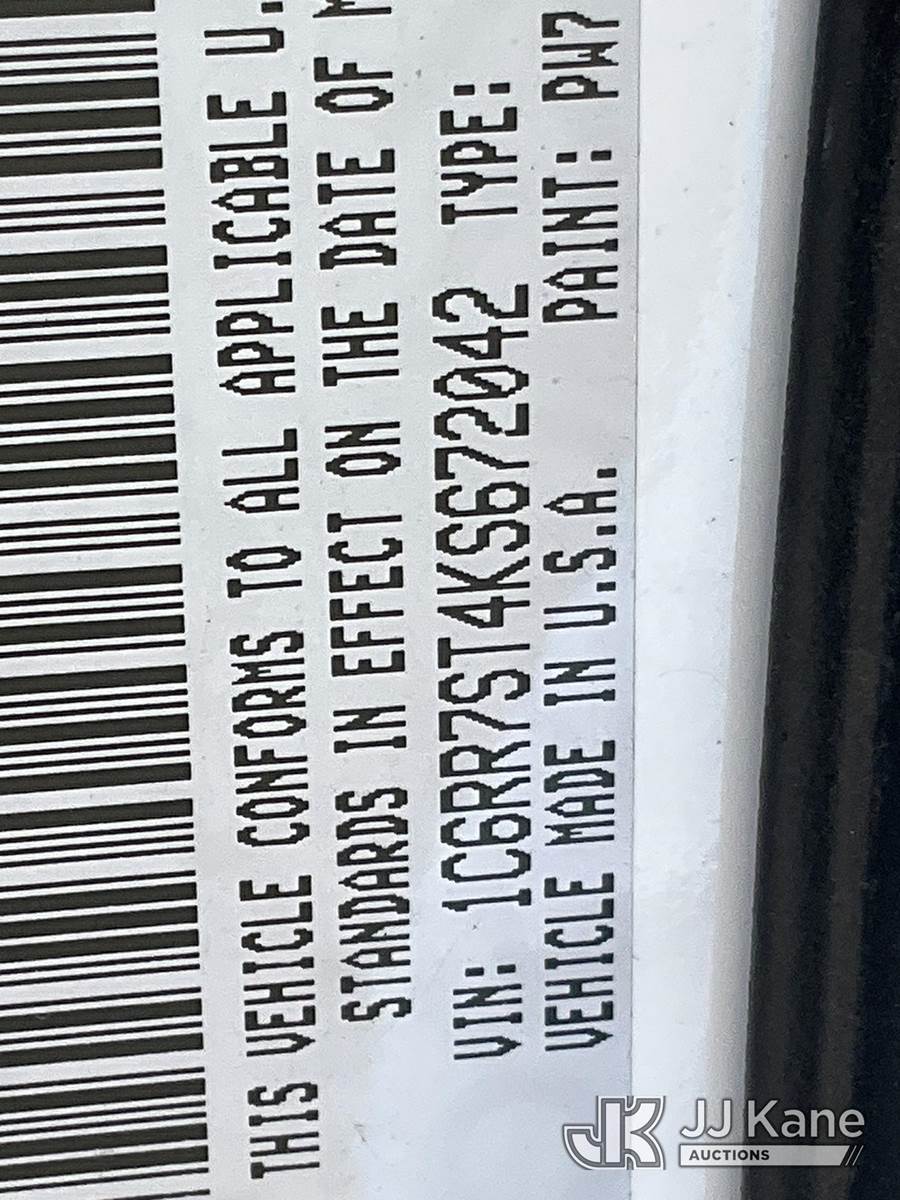 THIS VEHICLE CONFORMS TO ALL APPLICABLE U.
STANDARDS IN EFFECT ON THE DATE OF M
VIN: 1C6RR7ST4KS672042 TYPE:
VEHICLE MADE IN U.S.A. PAINT: PW7
JK JJ Kane
AUCTIONS